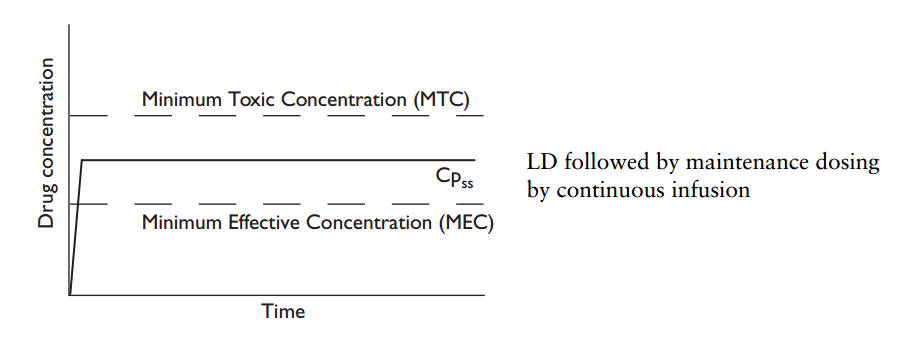 Drug concentration
Minimum Toxic Concentration (MTC)
Cpss
Minimum Effective Concentration (MEC)
Time
LD followed by maintenance dosing
by continuous infusion